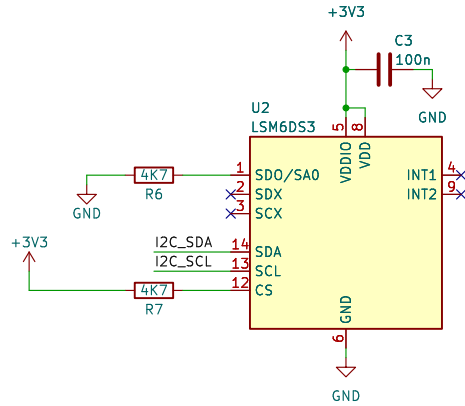 +3V3
C3
100n
GND
U2
LSM6DS3
5 8
VDDIO VDD
1 SDO/SA0 INT1 4
4K7
R6
GND
2 SDX INT2 9
3 SCX
+3V3
I2C_SDA 14 SDA
I2C_SCL 13 SCL
4K7 12 CS
R7
GND
6
GND